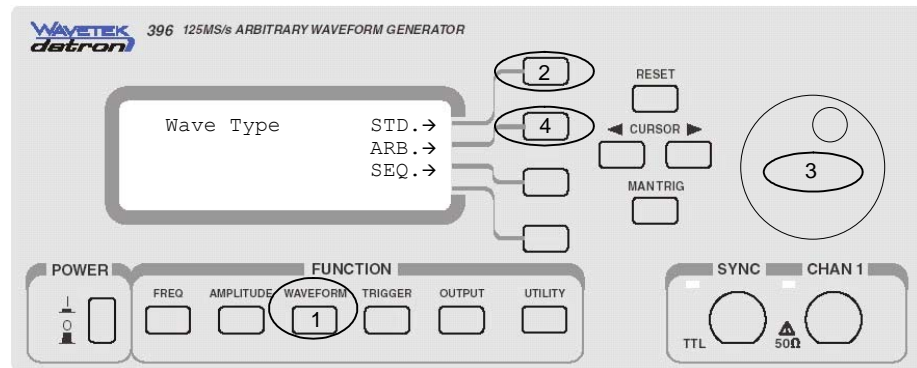 WAVETEK 396 125MS/s ARBITRARY WAVEFORM GENERATOR
datron
2
RESET
Wave Type STD.→
4
◀ CURSOR ▶
ARB.→
SEQ.→
3
MAN TRIG
POWER
FUNCTION
SYNC CHAN 1
FREQ AMPLITUDE WAVEFORM TRIGGER OUTPUT UTILITY
1
I
O
TTL
50Ω